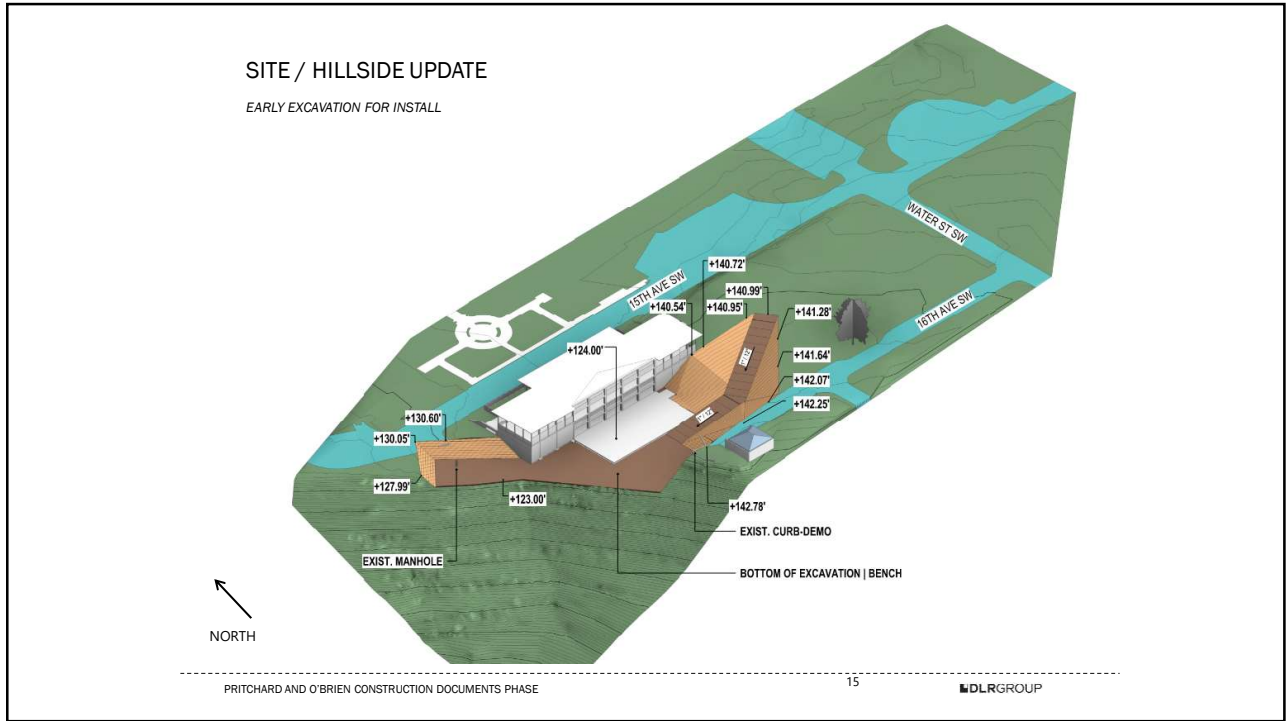 SITE / HILLSIDE UPDATE
EARLY EXCAVATION FOR INSTALL
WATER ST SW
+140.72'
15TH AVE SW
+140.99'
+140.54'
+140.95'
+141.28'
16TH AVE SW
+124.00'
+141.64'
+142.07'
+142.25'
+130.60'
+130.05'
+127.99'
+123.00'
+142.78'
EXIST. CURB-DEMO
EXIST. MANHOLE
BOTTOM OF EXCAVATION | BENCH
NORTH
PRITCHARD AND O'BRIEN CONSTRUCTION DOCUMENTS PHASE
15
DLRGROUP